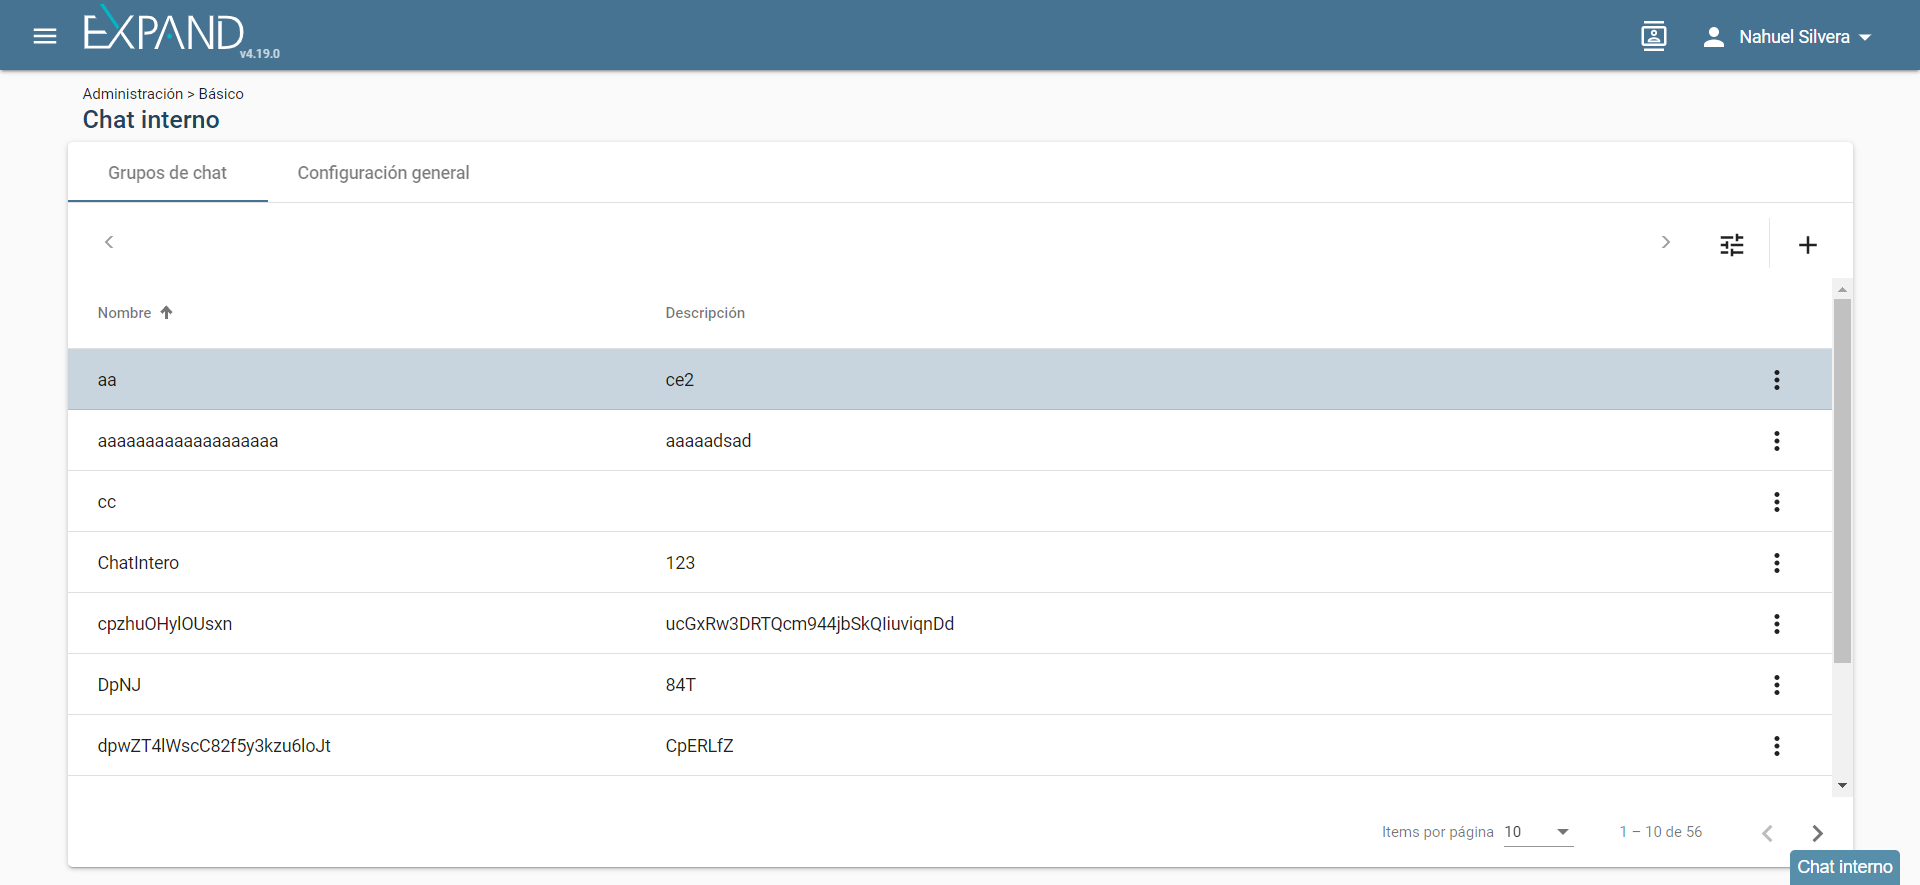 EXPAND
v4.19.0
Nahuel Silvera
Administración > Básico
Chat interno
Grupos de chat
Configuración general
Nombre
Descripción
aa
ce2
aaaaaaaaaaaaaaaaaaa
aaaaadsad
cc
ChatIntero
123
cpzhuOHylOUsxn
ucGxRw3DRTQcm944jbSkQIiuviqnDd
DpNJ
84T
dpwZT4lWscC82f5y3kzu6loJt
CpERLfZ
Items por página 10
1 – 10 de 56
Chat interno